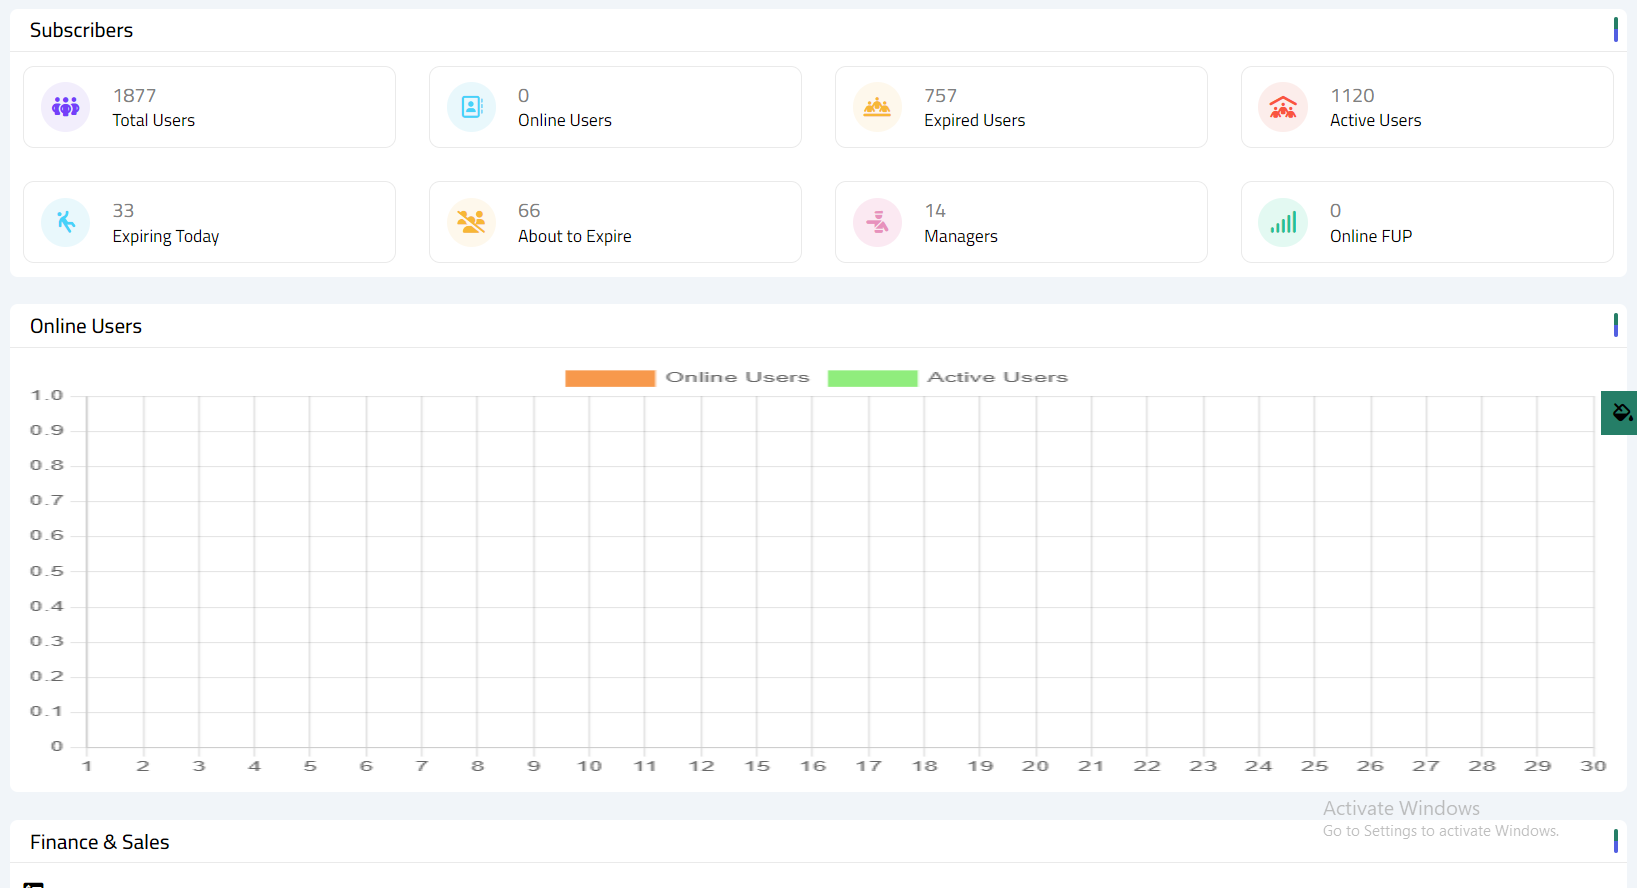 Subscribers
1877
Total Users
0
Online Users
757
Expired Users
1120
Active Users
33
Expiring Today
66
About to Expire
14
Managers
0
Online FUP
Online Users
Online Users Active Users
1.0
0.9
0.8
0.7
0.6
0.5
0.4
0.3
0.2
0.1
0
1 2 3 4 5 6 7 8 9 10 11 12 15 16 17 18 19 20 21 22 23 24 25 26 27 28 29 30
Activate Windows
Go to Settings to activate Windows.
Finance & Sales